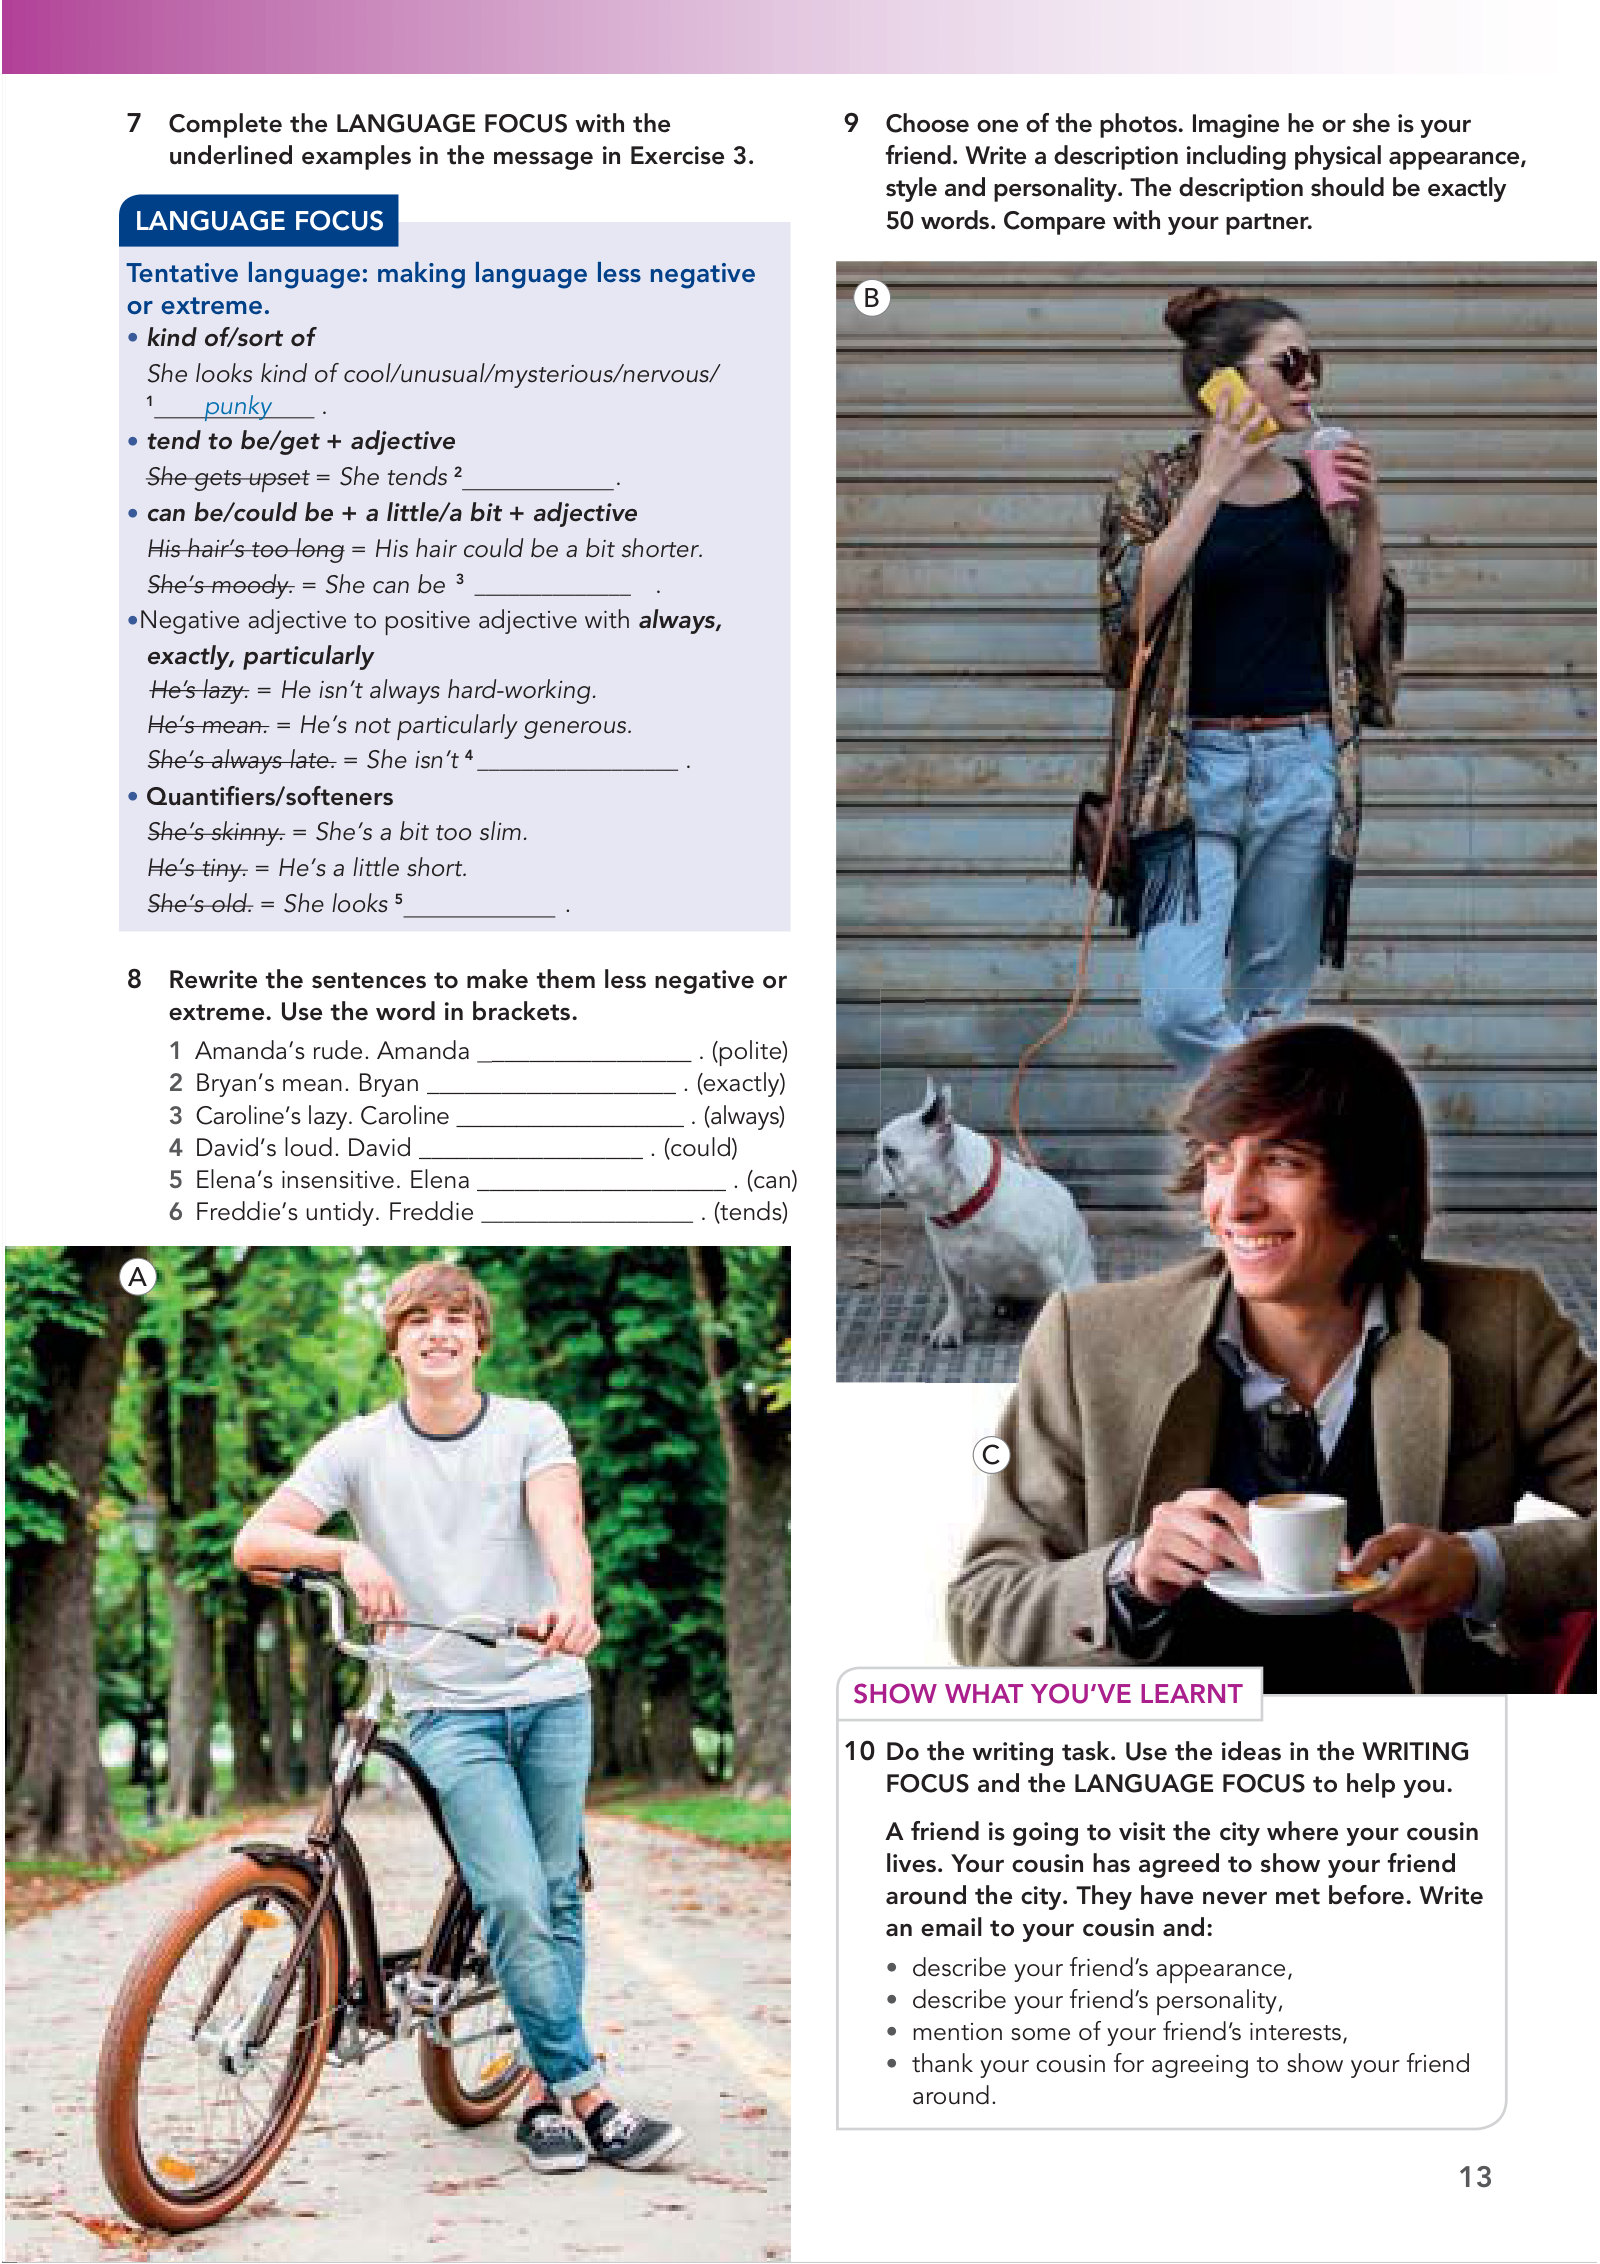 7 Complete the LANGUAGE FOCUS with the
underlined examples in the message in Exercise 3.
LANGUAGE FOCUS
Tentative language: making language less negative
or extreme.
• kind of/sort of
She looks kind of cool/unusual/mysterious/nervous/
1 punky .
• tend to be/get + adjective
She gets upset = She tends 2 ____________.
• can be/could be + a little/a bit + adjective
His hair's too long = His hair could be a bit shorter.
She's moody. = She can be 3 ____________ .
•Negative adjective to positive adjective with always,
exactly, particularly
He's lazy. = He isn't always hard-working.
He's mean. = He's not particularly generous.
She's always late. = She isn't 4 ________________ .
• Quantifiers/softeners
She's skinny. = She's a bit too slim.
He's tiny. = He's a little short.
She's old. = She looks 5 ____________ .
8 Rewrite the sentences to make them less negative or
extreme. Use the word in brackets.
1 Amanda's rude. Amanda _________________ . (polite)
2 Bryan's mean. Bryan ____________________ . (exactly)
3 Caroline's lazy. Caroline __________________ . (always)
4 David's loud. David ____________________ . (could)
5 Elena's insensitive. Elena ____________________ . (can)
6 Freddie's untidy. Freddie _________________ . (tends)
A
9 Choose one of the photos. Imagine he or she is your
friend. Write a description including physical appearance,
style and personality. The description should be exactly
50 words. Compare with your partner.
B
C
SHOW WHAT YOU'VE LEARNT
10 Do the writing task. Use the ideas in the WRITING
FOCUS and the LANGUAGE FOCUS to help you.
A friend is going to visit the city where your cousin
lives. Your cousin has agreed to show your friend
around the city. They have never met before. Write
an email to your cousin and:
• describe your friend's appearance,
• describe your friend's personality,
• mention some of your friend's interests,
• thank your cousin for agreeing to show your friend
around.
13